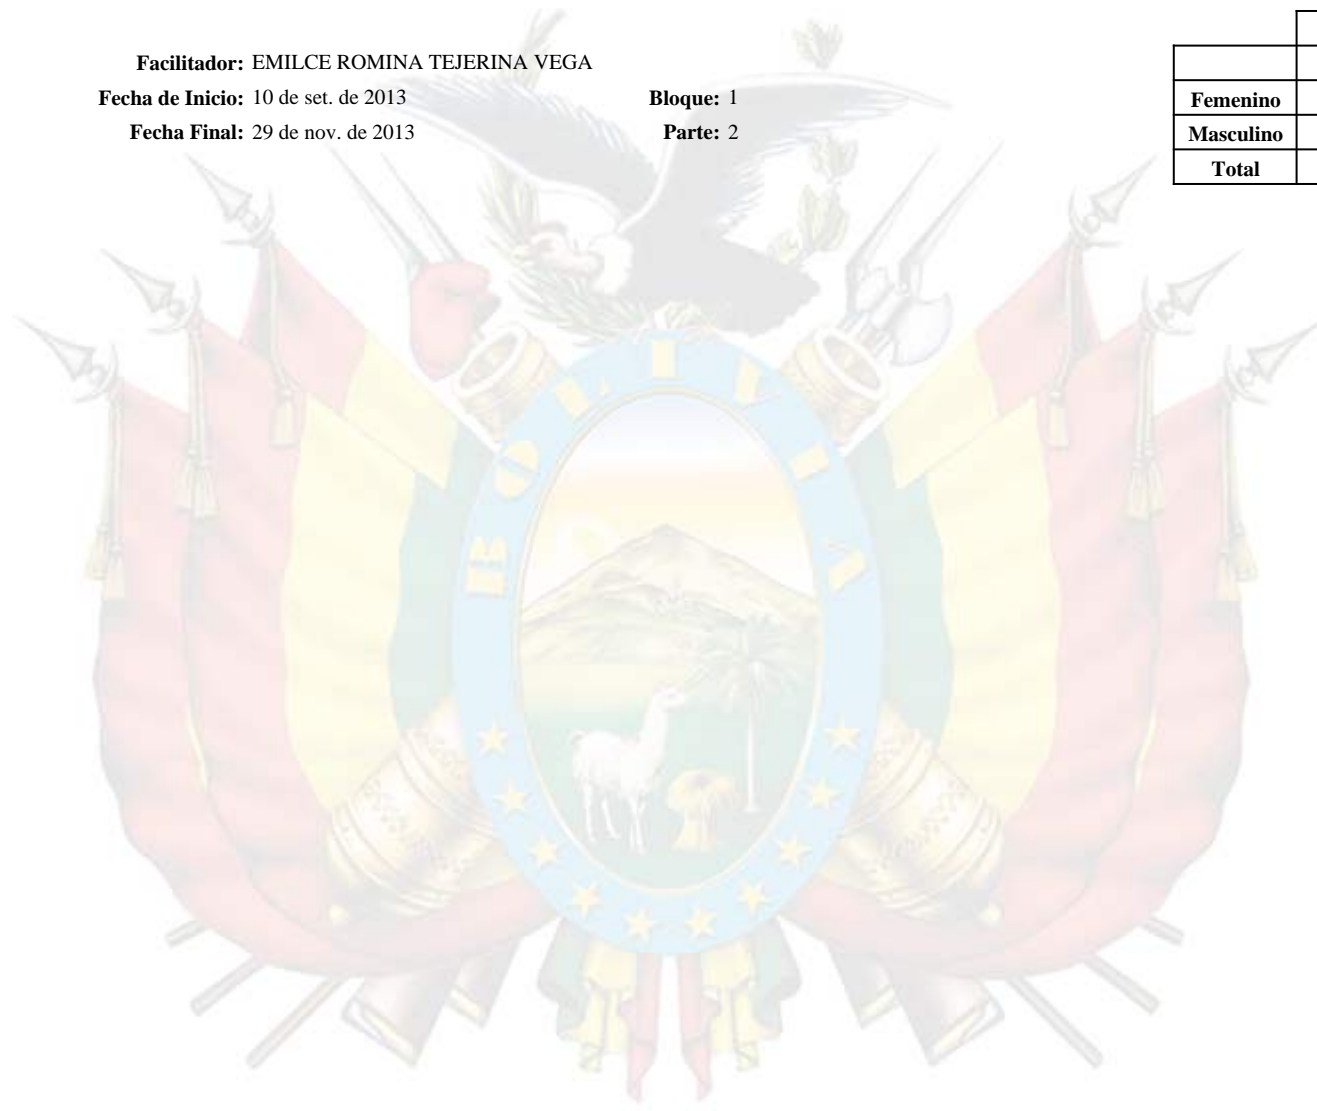 Facilitador: EMILCE ROMINA TEJERINA VEGA
Fecha de Inicio: 10 de set. de 2013 Bloque: 1
Fecha Final: 29 de nov. de 2013 Parte: 2
Femenino
Masculino
Total
BOLIVIA